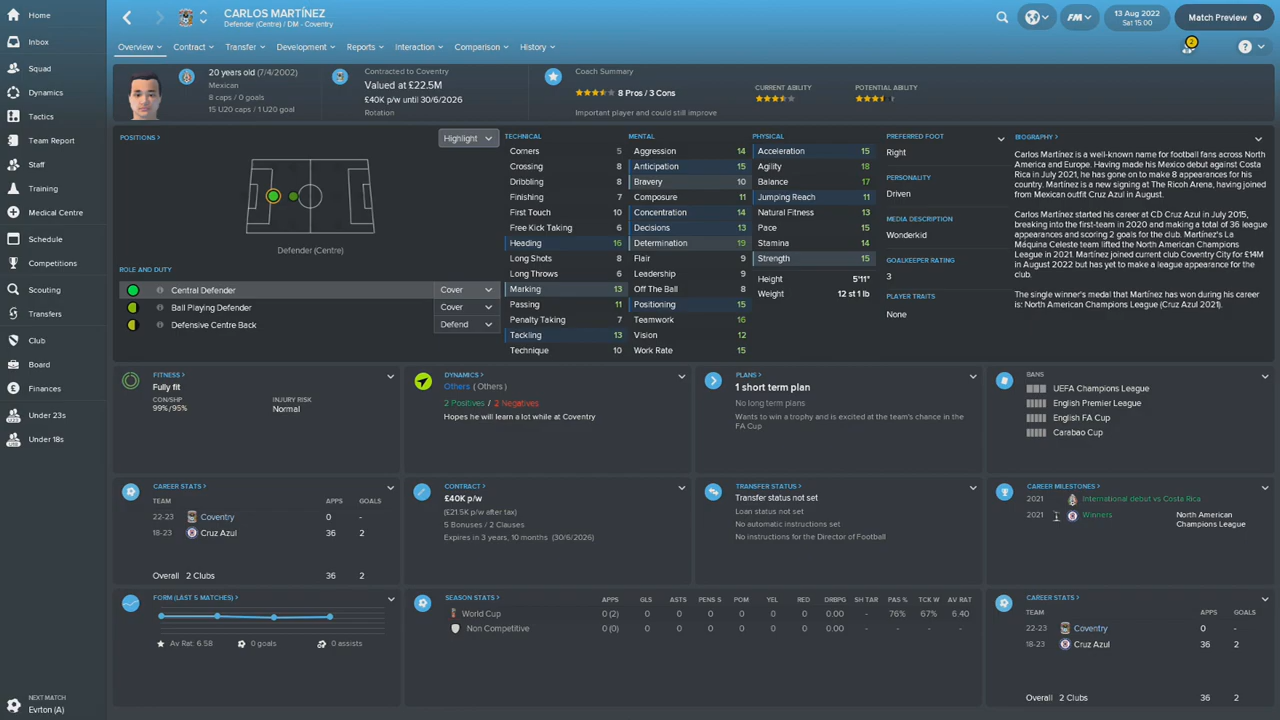 Home
Inbox
Squad
Dynamics
Tactics
Team Report
Staff
Training
Medical Centre
Schedule
Competitions
Scouting
Transfers
Club
Board
Finances
Under 23s
Under 18s
NEXT MATCH
Evrton (A)
CARLOS MARTÍNEZ
Defender (Centre) / DM - Coventry
FM
13 Aug 2022
Sat 15:00
Match Preview
Overview Contract Transfer Development Reports Interaction Comparison History
2
?
20 years old (7/4/2002)
Mexican
8 caps / 0 goals
15 U20 caps / 1 U20 goal
Contracted to Coventry
Valued at £22.5M
£40K p/w until 30/6/2026
Rotation
Coach Summary
8 Pros / 3 Cons
Important player and could still improve
CURRENT ABILITY
POTENTIAL ABILITY
POSITIONS >
Highlight
Defender (Centre)
ROLE AND DUTY
Central Defender Cover
Ball Playing Defender Cover
Defensive Centre Back Defend
TECHNICAL
Corners 5
Crossing 8
Dribbling 8
Finishing 7
First Touch 10
Free Kick Taking 6
Heading 16
Long Shots 8
Long Throws 6
Marking 13
Passing 11
Penalty Taking 7
Tackling 13
Technique 10
MENTAL
Aggression 14
Anticipation 15
Bravery 10
Composure 11
Concentration 14
Decisions 13
Determination 19
Flair 9
Leadership 9
Off The Ball 8
Positioning 15
Teamwork 16
Vision 12
Work Rate 15
PHYSICAL
Acceleration 15
Agility 18
Balance 17
Jumping Reach 11
Natural Fitness 13
Pace 15
Stamina 14
Strength 15
Height 5'11"
Weight 12 st 1 lb
PREFERRED FOOT
Right
PERSONALITY
Driven
MEDIA DESCRIPTION
Wonderkid
GOALKEEPER RATING
3
PLAYER TRAITS
None
BIOGRAPHY >
Carlos Martínez is a well-known name for football fans across North
America and Europe. Having made his Mexico debut against Costa
Rica in July 2021, he has gone on to make 8 appearances for his
country. Martínez is a new signing at The Ricoh Arena, having joined
from Mexican outfit Cruz Azul in August.
Carlos Martínez started his career at CD Cruz Azul in July 2015,
breaking into the first-team in 2020 and making a total of 36 league
appearances and scoring 2 goals for the club. Martínez's La
Máquina Celeste team lifted the North American Champions
League in 2021. Martínez joined current club Coventry City for £14M
in August 2022 but has yet to make a league appearance for the
club.
The single winner's medal that Martínez has won during his career
is: North American Champions League (Cruz Azul 2021).
FITNESS >
Fully fit
CON/SHP
99%/95%
INJURY RISK
Normal
DYNAMICS >
Others ( Others )
2 Positives / 2 Negatives
Hopes he will learn a lot while at Coventry
PLANS >
1 short term plan
No long term plans
Wants to win a trophy and is excited at the team's chance in the
FA Cup
BANS
UEFA Champions League
English Premier League
English FA Cup
Carabao Cup
CAREER STATS >
TEAM APPS GOALS
22-23 Coventry 0 -
18-23 Cruz Azul 36 2
Overall 2 Clubs 36 2
CONTRACT >
£40K p/w
(£21.5K p/w after tax)
5 Bonuses / 2 Clauses
Expires in 3 years, 10 months (30/6/2026)
TRANSFER STATUS >
Transfer status not set
Loan status not set
No automatic instructions set
No instructions for the Director of Football
CAREER MILESTONES >
2021 International debut vs Costa Rica
2021 Winners North American
Champions League
FORM (LAST 5 MATCHES) >
Av Rat: 6.58 0 goals 0 assists
SEASON STATS > APPS GLS ASTS PENS S POM YEL RED DRBPG SH TAR PAS % TCK W AV RAT
World Cup 0 (2) 0 0 0 0 0 0 0.00 - 76% 67% 6.40
Non Competitive 0 (0) 0 0 0 0 0 0 0.00 - - - -
CAREER STATS >
TEAM APPS GOALS
22-23 Coventry 0 -
18-23 Cruz Azul 36 2
Overall 2 Clubs 36 2